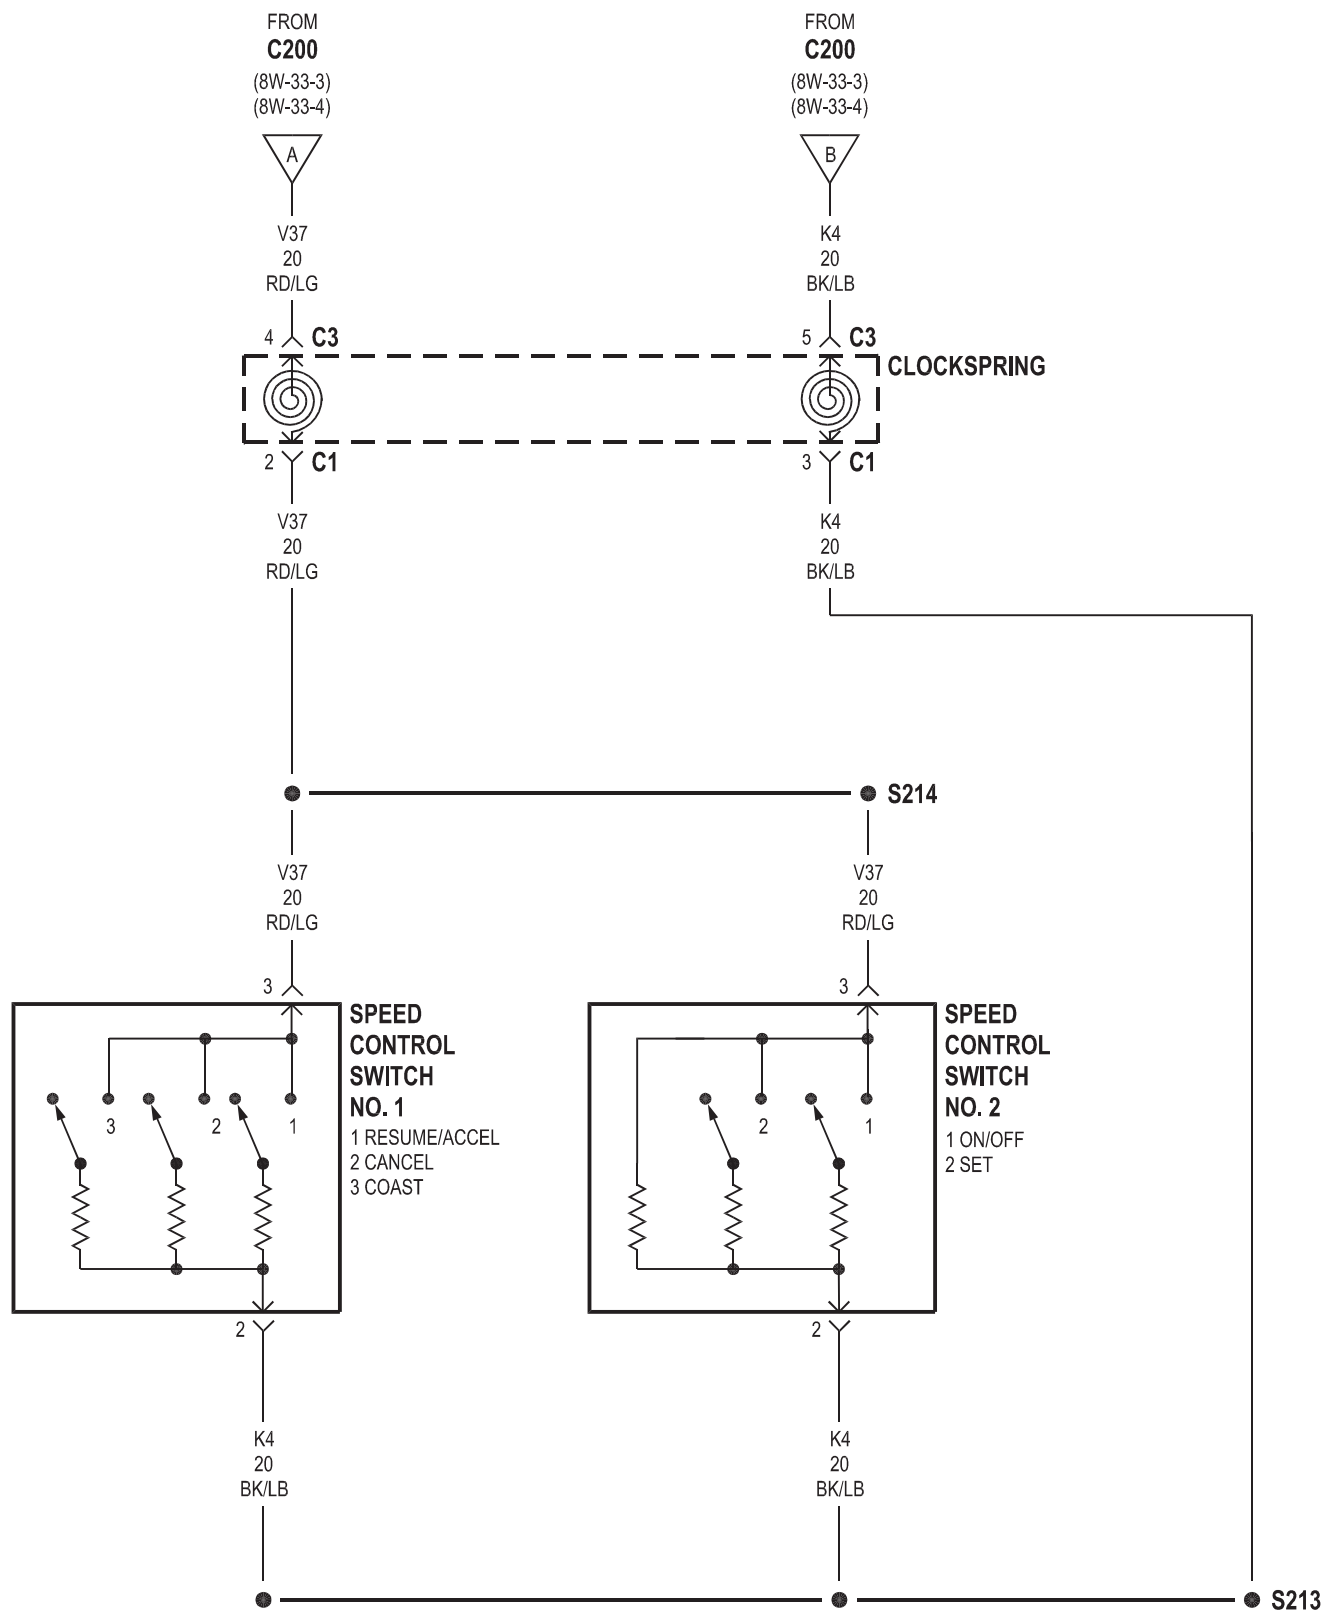 FROM
C200
(8W-33-3)
(8W-33-4)
A
V37
20
RD/LG
4
C3
FROM
C200
(8W-33-3)
(8W-33-4)
B
K4
20
BK/LB
5
C3
CLOCKSPRING
2
C1
V37
20
RD/LG
3
C1
K4
20
BK/LB
S214
V37
20
RD/LG
3
V37
20
RD/LG
3
SPEED
CONTROL
SWITCH
NO. 1
1 RESUME/ACCEL
2 CANCEL
3 COAST
3
2
1
2
SPEED
CONTROL
SWITCH
NO. 2
1 ON/OFF
2 SET
2
1
2
K4
20
BK/LB
K4
20
BK/LB
S213